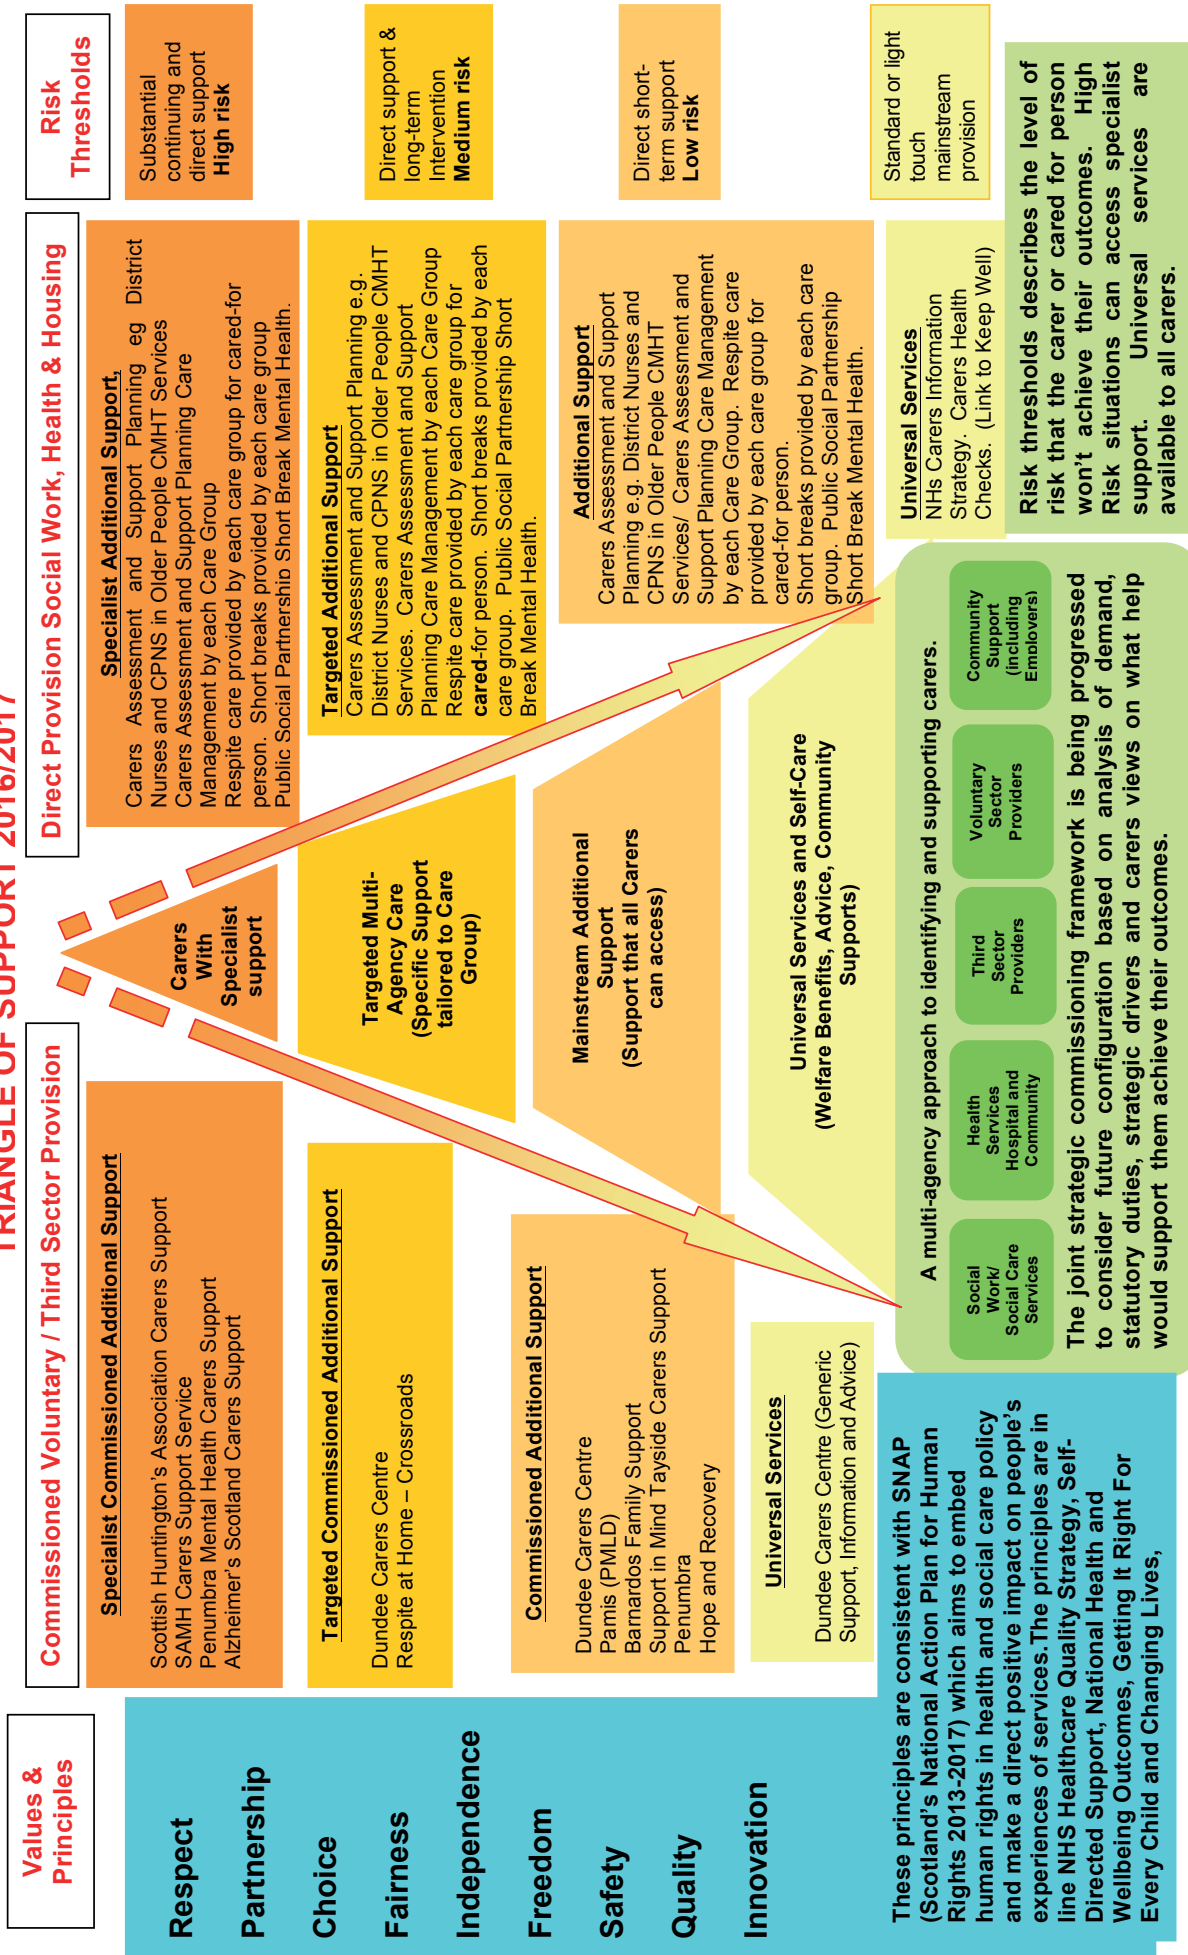 TRIANGLE OF SUPPORT 2016/2017
Values &
Principles
Commissioned Voluntary / Third Sector Provision
Direct Provision Social Work, Health & Housing
Risk
Thresholds
Respect
Partnership
Choice
Fairness
Independence
Freedom
Safety
Quality
Innovation
These principles are consistent with SNAP
(Scotland's National Action Plan for Human
Rights 2013-2017) which aims to embed
human rights in health and social care policy
and make a direct positive impact on people's
experiences of services.The principles are in
line NHS Healthcare Quality Strategy, Self-
Directed Support, National Health and
Wellbeing Outcomes, Getting It Right For
Every Child and Changing Lives,
Specialist Commissioned Additional Support
Scottish Huntington's Association Carers Support
SAMH Carers Support Service
Penumbra Mental Health Carers Support
Alzheimer's Scotland Carers Support
Targeted Commissioned Additional Support
Dundee Carers Centre
Respite at Home – Crossroads
Commissioned Additional Support
Dundee Carers Centre
Pamis (PMLD)
Barnardos Family Support
Support in Mind Tayside Carers Support
Penumbra
Hope and Recovery
Universal Services
Dundee Carers Centre (Generic
Support, Information and Advice)
Carers
With
Specialist
support
Targeted Multi-
Agency Care
(Specific Support
tailored to Care
Group)
Mainstream Additional
Support
(Support that all Carers
can access)
Universal Services and Self-Care
(Welfare Benefits, Advice, Community
Supports)
Specialist Additional Support,
Carers Assessment and Support Planning eg District
Nurses and CPNS in Older People CMHT Services
Carers Assessment and Support Planning Care
Management by each Care Group
Respite care provided by each care group for cared-for
person. Short breaks provided by each care group
Public Social Partnership Short Break Mental Health.
Targeted Additional Support
Carers Assessment and Support Planning e.g.
District Nurses and CPNS in Older People CMHT
Services. Carers Assessment and Support
Planning Care Management by each Care Group
Respite care provided by each care group for
cared-for person. Short breaks provided by each
care group. Public Social Partnership Short
Break Mental Health.
Additional Support
Carers Assessment and Support
Planning e.g. District Nurses and
CPNS in Older People CMHT
Services/ Carers Assessment and
Support Planning Care Management
by each Care Group. Respite care
provided by each care group for
cared-for person.
Short breaks provided by each care
group. Public Social Partnership
Short Break Mental Health.
Universal Services
NHs Carers Information
Strategy. Carers Health
Checks. (Link to Keep Well)
Substantial
continuing and
direct support
High risk
Direct support &
long-term
Intervention
Medium risk
Direct short-
term support
Low risk
Standard or light
touch
mainstream
provision
A multi-agency approach to identifying and supporting carers.
Social
Work/
Social Care
Services
Health
Services
Hospital and
Community
Third
Sector
Providers
Voluntary
Sector
Providers
Community
Support
(including
Employers)
The joint strategic commissioning framework is being progressed
to consider future configuration based on analysis of demand,
statutory duties, strategic drivers and carers views on what help
would support them achieve their outcomes.
Risk thresholds describes the level of
risk that the carer or cared for person
won't achieve their outcomes. High
Risk situations can access specialist
support. Universal services are
available to all carers.